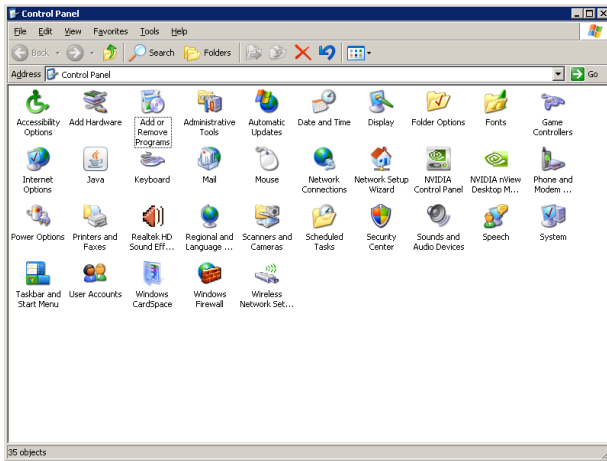 Control Panel
File Edit View Favorites Tools Help
Back Search Folders
Address Control Panel Go
Accessibility Options
Add Hardware
Add or Remove Programs
Administrative Tools
Automatic Updates
Date and Time
Display
Folder Options
Fonts
Game Controllers
Internet Options
Java
Keyboard
Mail
Mouse
Network Connections
Network Setup Wizard
NVIDIA Control Panel
NVIDIA nView Desktop M...
Phone and Modem ...
Power Options
Printers and Faxes
Realtek HD Sound Eff...
Regional and Language ...
Scanners and Cameras
Scheduled Tasks
Security Center
Sounds and Audio Devices
Speech
System
Taskbar and Start Menu
User Accounts
Windows CardSpace
Windows Firewall
Wireless Network Set...
35 objects